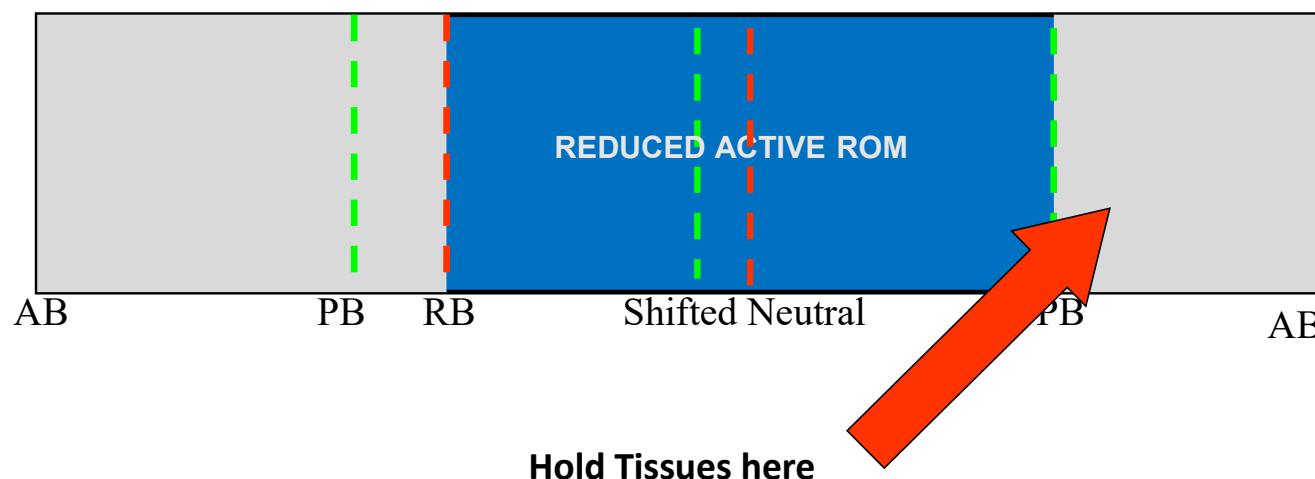 REDUCED ACTIVE ROM
AB PB RB Shifted Neutral PB AB
Hold Tissues here